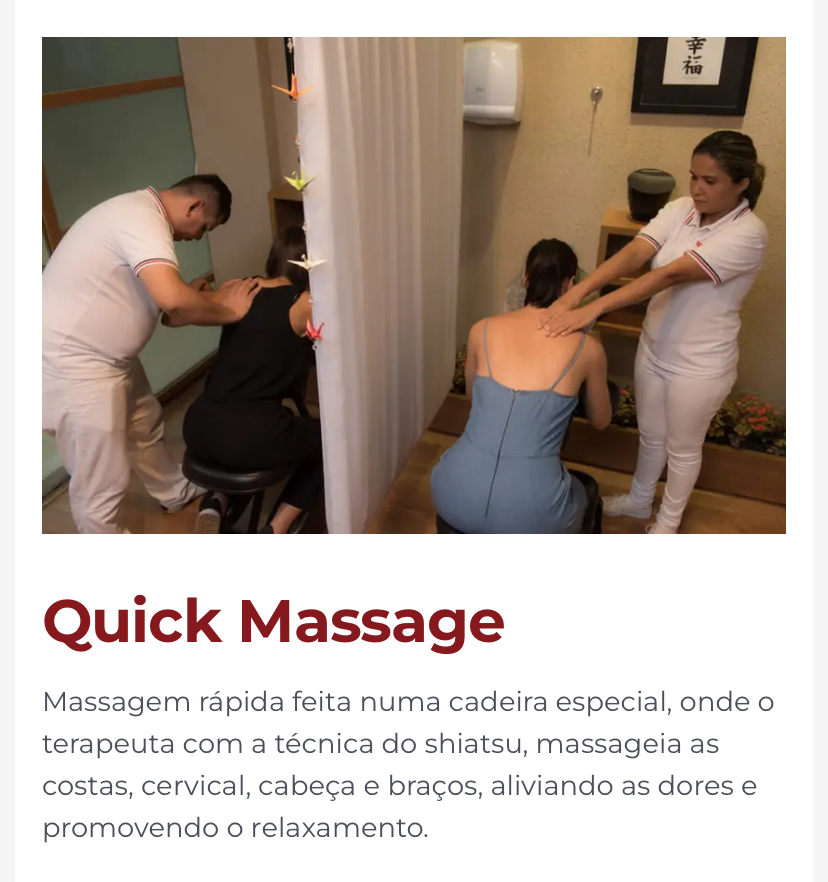 幸
福
Quick Massage
Massagem rápida feita numa cadeira especial, onde o
terapeuta com a técnica do shiatsu, massageia as
costas, cervical, cabeça e braços, aliviando as dores e
promovendo o relaxamento.